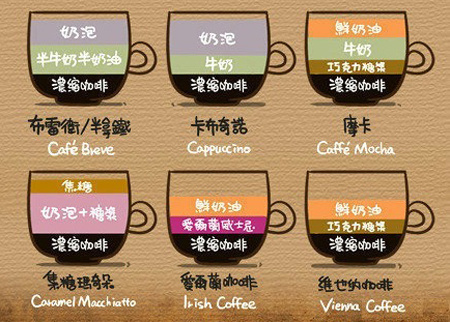 奶泡
半牛奶半奶油
濃縮咖啡
布雷衛/半拿鐵
Café Breve
奶泡
牛奶
濃縮咖啡
卡布奇諾
Cappuccino
鮮奶油
牛奶
巧克力糖漿
濃縮咖啡
摩卡
Caffé Mocha
焦糖
奶泡+糖漿
濃縮咖啡
焦糖瑪奇朵
Caramel Macchiatto
鮮奶油
愛爾蘭威士忌
濃縮咖啡
愛爾蘭咖啡
Irish Coffee
鮮奶油
巧克力糖漿
濃縮咖啡
維也納咖啡
Vienna Coffee